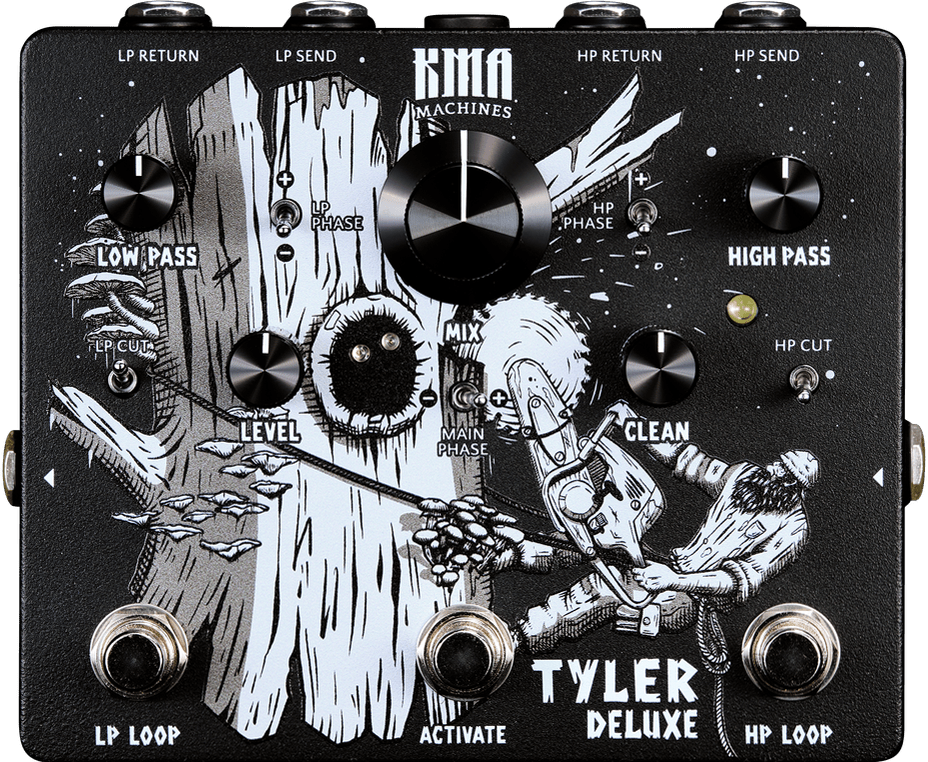 LP RETURN
LP SEND
KMA
MACHINES
HP RETURN
HP SEND
+
LP
PHASE
−
+
HP
PHASE
−
LOW PASS
HIGH PASS
MIX
LP CUT
HP CUT
− +
LEVEL
MAIN
PHASE
CLEAN
TYLER
DELUXE
LP LOOP
ACTIVATE
HP LOOP